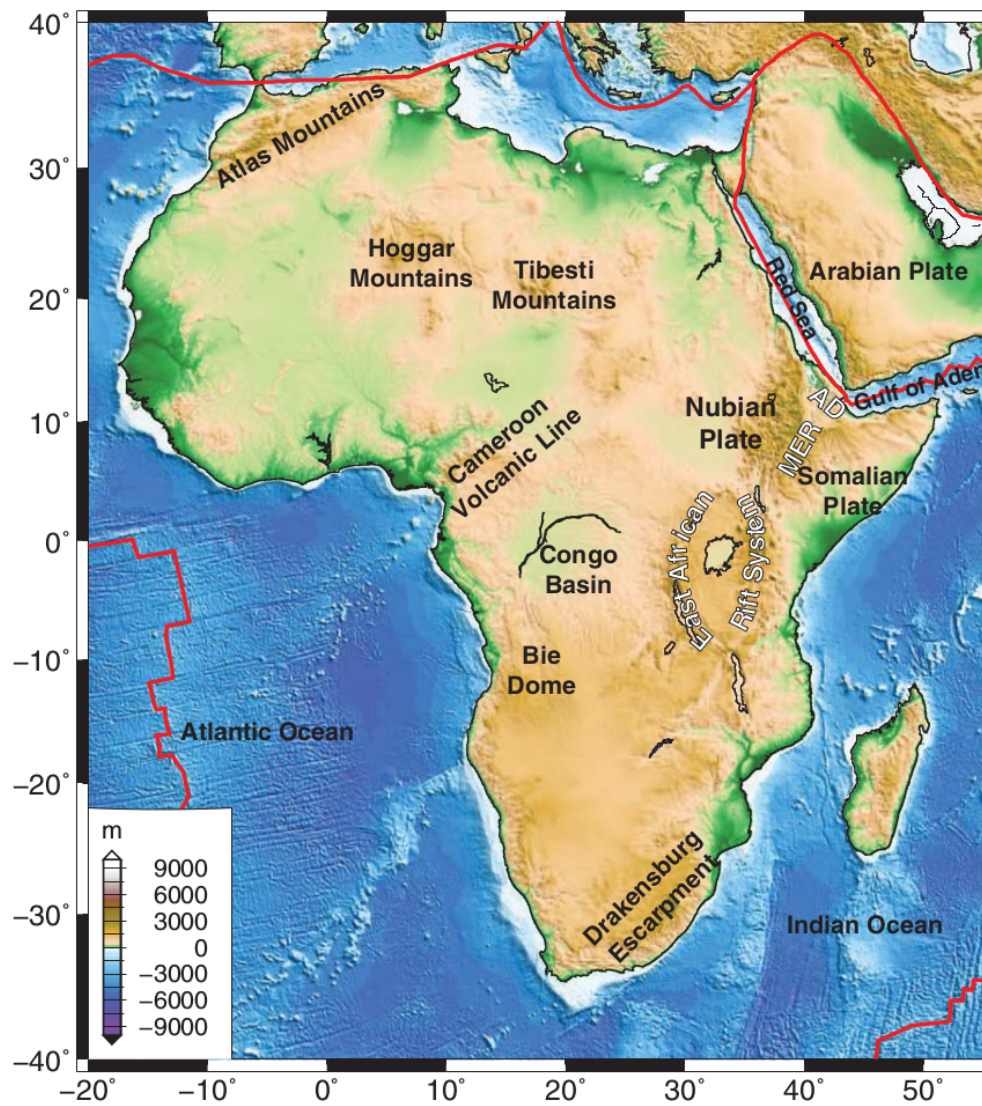 40°
30°
20°
10°
0°
−10°
−20°
−30°
−40°
Atlas Mountains
Hoggar
Mountains
Tibesti
Mountains
Red Sea
Arabian Plate
Gulf of Aden
AD
MER
Nubian
Plate
Somalian
Plate
Cameroon
Volcanic Line
East African
Rift System
Congo
Basin
Bie
Dome
Atlantic Ocean
Drakensburg
Escarpment
Indian Ocean
m
9000
6000
3000
0
−3000
−6000
−9000
−20° −10° 0° 10° 20° 30° 40° 50°